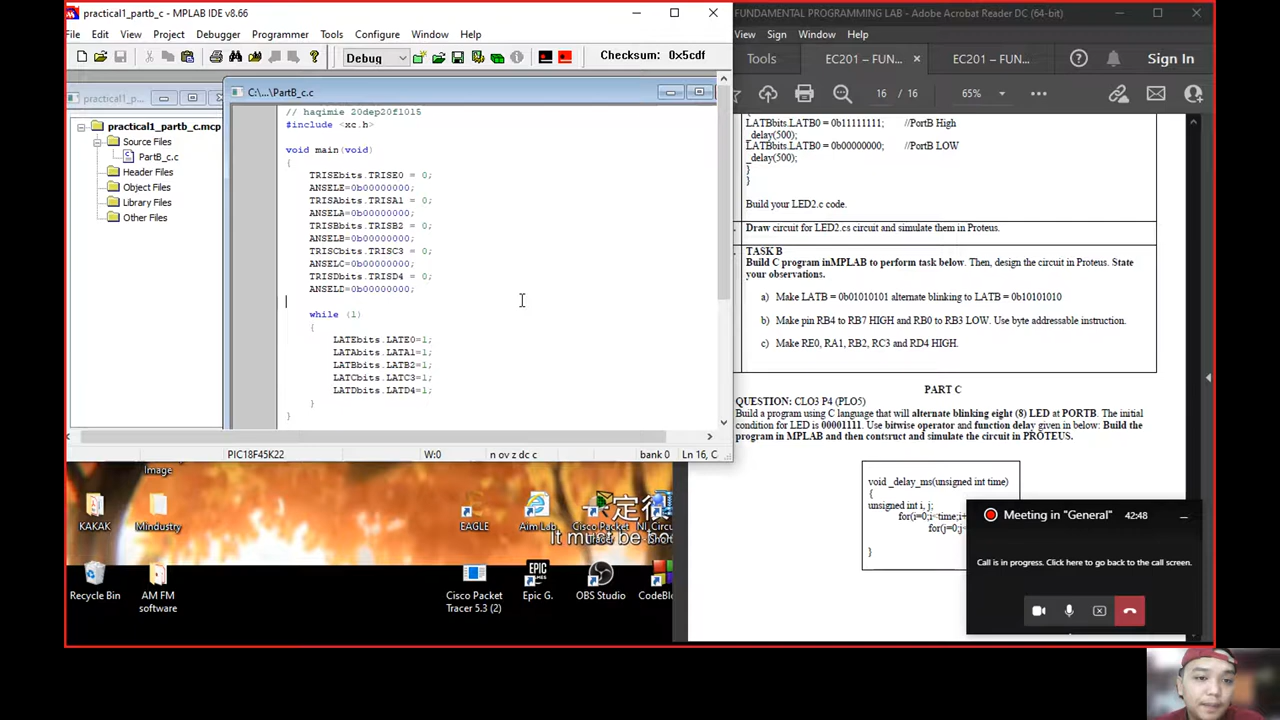 practical1_partb_c - MPLAB IDE v8.66
File Edit View Project Debugger Programmer Tools Configure Window Help
Debug
Checksum: 0x5cdf
practical1_p...
practical1_partb_c.mcp
Source Files
PartB_c.c
Header Files
Object Files
Library Files
Other Files
C:\...\PartB_c.c
// haqimie 20dep20f1015
#include <xc.h>
void main(void)
{
TRISEbits.TRISE0 = 0;
ANSELE=0b00000000;
TRISAbits.TRISA1 = 0;
ANSELA=0b00000000;
TRISBbits.TRISB2 = 0;
ANSELB=0b00000000;
TRISCbits.TRISC3 = 0;
ANSELC=0b00000000;
TRISDbits.TRISD4 = 0;
ANSELD=0b00000000;
while (1)
{
LATEbits.LATE0=1;
LATAbits.LATA1=1;
LATBbits.LATB2=1;
LATCbits.LATC3=1;
LATDbits.LATD4=1;
}
}
PIC18F45K22 W:0 n ov z dc c bank 0 Ln 16, C
FUNDAMENTAL PROGRAMMING LAB - Adobe Acrobat Reader DC (64-bit)
View Sign Window Help
Tools
EC201 – FUN...
EC201 – FUN...
Sign In
16 / 16
65%
{
LATBbits.LATB0 = 0b11111111; //PortB High
_delay(500);
LATBbits.LATB0 = 0b00000000; //PortB LOW
_delay(500);
}
}
Build your LED2.c code.
Draw circuit for LED2.cs circuit and simulate them in Proteus.
TASK B
Build C program inMPLAB to perform task below. Then, design the circuit in Proteus. State
your observations.
a) Make LATB = 0b01010101 alternate blinking to LATB = 0b10101010
b) Make pin RB4 to RB7 HIGH and RB0 to RB3 LOW. Use byte addressable instruction.
c) Make RE0, RA1, RB2, RC3 and RD4 HIGH.
PART C
QUESTION: CLO3 P4 (PLO5)
Build a program using C language that will alternate blinking eight (8) LED at PORTB. The initial
condition for LED is 00001111. Use bitwise operator and function delay given in below: Build the
program in MPLAB and then contsruct and simulate the circuit in PROTEUS.
void _delay_ms(unsigned int time)
{
unsigned int i, j;
for(i=0;i<time;i+
for(j=0;j<
}
Meeting in "General" 42:48
Call is in progress. Click here to go back to the call screen.
Image
KAKAK
Mindustry
EAGLE
Aim Lab
Cisco Packet
Recycle Bin
AM FM
software
Cisco Packet
Tracer 5.3 (2)
Epic G.
OBS Studio
CodeBl